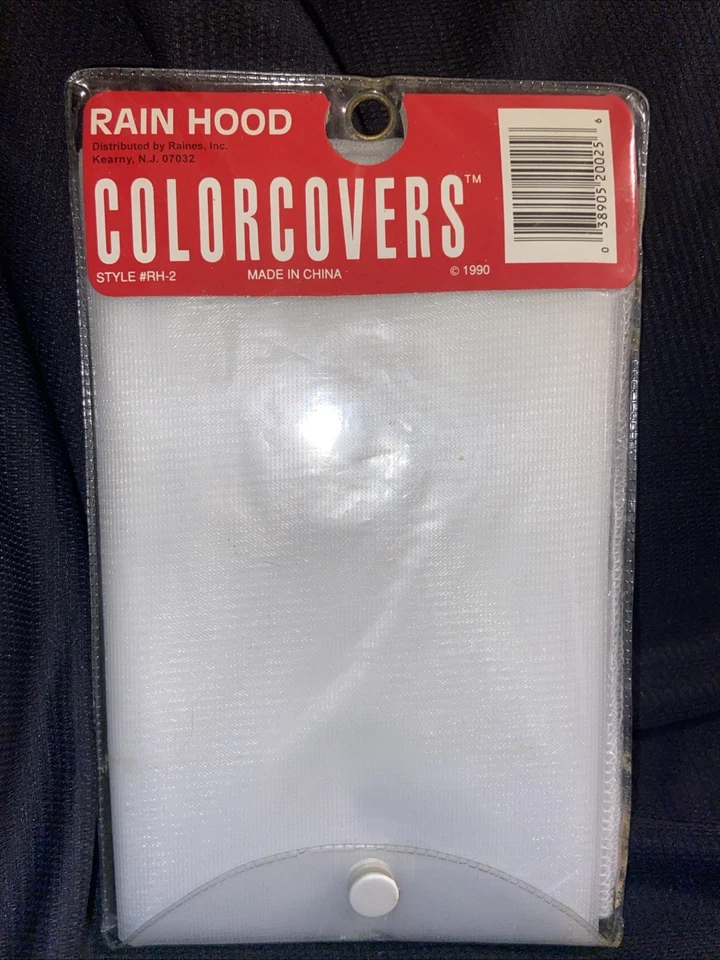 RAIN HOOD
Distributed by Raines, Inc.
Kearny, N.J. 07032
COLORCOVERS™
STYLE #RH-2 MADE IN CHINA © 1990
0 38905 20025 6